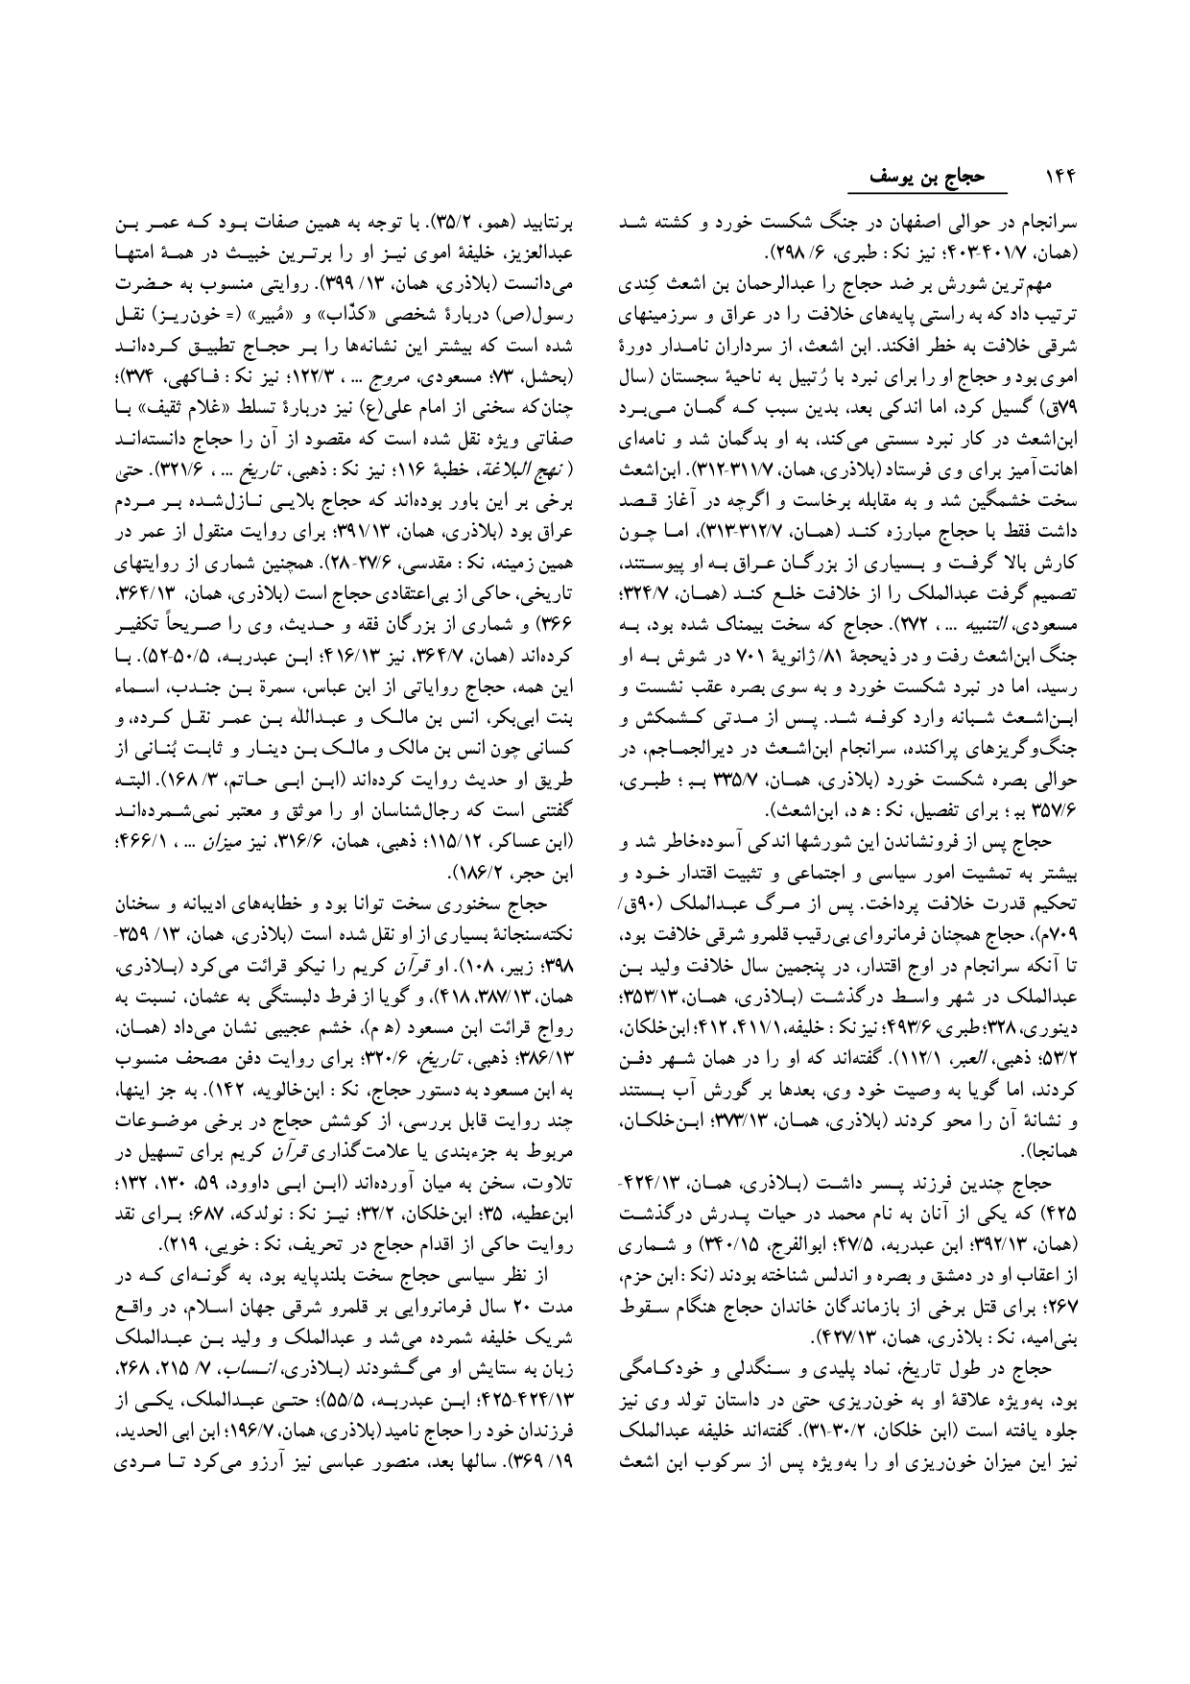 ۱۴۴ حجاج بن یوسف
سرانجام در حوالی اصفهان در جنگ شکست خورد و کشته شد
(همان، ۴۰۱/۷-۴۰۳؛ نیز نک‍ : طبری، ۶/ ۲۹۸).
مهم‌ترین شورش بر ضد حجاج را عبدالرحمان بن اشعث کِندی
ترتیب داد که به راستی پایه‌های خلافت را در عراق و سرزمینهای
شرقی خلافت به خطر افکند. ابن اشعث، از سرداران نامدار دورۀ
اموی بود و حجاج او را برای نبرد با رُتبیل به ناحیۀ سجستان (سال
۷۹ق) گسیل کرد، اما اندکی بعد، بدین سبب که گمان می‌برد
ابن‌اشعث در کار نبرد سستی می‌کند، به او بدگمان شد و نامه‌ای
اهانت‌آمیز برای وی فرستاد (بلاذری، همان، ۳۱۱/۷-۳۱۲). ابن‌اشعث
سخت خشمگین شد و به مقابله برخاست و اگرچه در آغاز قصد
داشت فقط با حجاج مبارزه کند (همان، ۳۱۲/۷-۳۱۳)، اما چون
کارش بالا گرفت و بسیاری از بزرگان عراق به او پیوستند،
تصمیم گرفت عبدالملک را از خلافت خلع کند (همان، ۳۲۴/۷؛
مسعودی، التنبیه ... ، ۲۷۲). حجاج که سخت بیمناک شده بود، به
جنگ ابن‌اشعث رفت و در ذیحجۀ ۸۱/ ژانویۀ ۷۰۱ در شوش به او
رسید، اما در نبرد شکست خورد و به سوی بصره عقب نشست و
ابن‌اشعث شبانه وارد کوفه شد. پس از مدتی کشمکش و
جنگ‌وگریزهای پراکنده، سرانجام ابن‌اشعث در دیرالجماجم، در
حوالی بصره شکست خورد (بلاذری، همان، ۳۳۵/۷ بب‍ ؛ طبری،
۳۵۷/۶ بب‍ ؛ برای تفصیل، نک‍ : ه‍ د، ابن‌اشعث).
حجاج پس از فرونشاندن این شورشها اندکی آسوده‌خاطر شد و
بیشتر به تمشیت امور سیاسی و اجتماعی و تثبیت اقتدار خود و
تحکیم قدرت خلافت پرداخت. پس از مرگ عبدالملک (۹۰ق/
۷۰۹م)، حجاج همچنان فرمانروای بی‌رقیب قلمرو شرقی خلافت بود،
تا آنکه سرانجام در اوج اقتدار، در پنجمین سال خلافت ولید بن
عبدالملک در شهر واسط درگذشت (بلاذری، همان، ۳۵۳/۱۳؛
دینوری، ۳۲۸؛ طبری، ۴۹۳/۶؛ نیز نک‍ : خلیفه، ۴۱۱/۱، ۴۱۲؛ ابن‌خلکان،
۵۳/۲؛ ذهبی، العبر، ۱۱۲/۱). گفته‌اند که او را در همان شهر دفن
کردند، اما گویا به وصیت خود وی، بعدها بر گورش آب بستند
و نشانۀ آن را محو کردند (بلاذری، همان، ۳۷۳/۱۳؛ ابن‌خلکان،
همانجا).
حجاج چندین فرزند پسر داشت (بلاذری، همان، ۴۲۴/۱۳-
۴۲۵) که یکی از آنان به نام محمد در حیات پدرش درگذشت
(همان، ۳۹۲/۱۳؛ ابن عبدربه، ۴۷/۵؛ ابوالفرج، ۳۴۰/۱۵) و شماری
از اعقاب او در دمشق و بصره و اندلس شناخته بودند (نک‍ : ابن حزم،
۲۶۷؛ برای قتل برخی از بازماندگان خاندان حجاج هنگام سقوط
بنی‌امیه، نک‍ : بلاذری، همان، ۴۲۷/۱۳).
حجاج در طول تاریخ، نماد پلیدی و سنگدلی و خودکامگی
بود، به‌ویژه علاقۀ او به خون‌ریزی، حتیٰ در داستان تولد وی نیز
جلوه یافته است (ابن خلکان، ۳۰/۲-۳۱). گفته‌اند خلیفه عبدالملک
نیز این میزان خون‌ریزی او را به‌ویژه پس از سرکوب ابن اشعث
برنتابید (همو، ۳۵/۲). با توجه به همین صفات بود که عمر بن
عبدالعزیز، خلیفۀ اموی نیز او را برترین خبیث در همۀ امتها
می‌دانست (بلاذری، همان، ۱۳/ ۳۹۹). روایتی منسوب به حضرت
رسول(ص) دربارۀ شخصی «کذّاب» و «مُبیر» (= خون‌ریز) نقل
شده است که بیشتر این نشانه‌ها را بر حجاج تطبیق کرده‌اند
(بحشل، ۷۳؛ مسعودی، مروج ... ، ۱۲۲/۳؛ نیز نک‍ : فاکهی، ۳۷۴)؛
چنان‌که سخنی از امام علی(ع) نیز دربارۀ تسلط «غلام ثقیف» با
صفاتی ویژه نقل شده است که مقصود از آن را حجاج دانسته‌اند
( نهج البلاغة، خطبۀ ۱۱۶؛ نیز نک‍ : ذهبی، تاریخ ... ، ۳۲۱/۶). حتیٰ
برخی بر این باور بوده‌اند که حجاج بلایی نازل‌شده بر مردم
عراق بود (بلاذری، همان، ۳۹۱/۱۳؛ برای روایت منقول از عمر در
همین زمینه، نک‍ : مقدسی، ۲۷/۶-۲۸). همچنین شماری از روایتهای
تاریخی، حاکی از بی‌اعتقادی حجاج است (بلاذری، همان، ۳۶۴/۱۳،
۳۶۶) و شماری از بزرگان فقه و حدیث، وی را صریحاً تکفیر
کرده‌اند (همان، ۳۶۴/۷، نیز ۴۱۶/۱۳؛ ابن عبدربه، ۵۰/۵-۵۲). با
این همه، حجاج روایاتی از ابن عباس، سمرة بن جندب، اسماء
بنت ابی‌بکر، انس بن مالک و عبدالله بن عمر نقل کرده، و
کسانی چون انس بن مالک و مالک بن دینار و ثابت بُنانی از
طریق او حدیث روایت کرده‌اند (ابن ابی حاتم، ۳/ ۱۶۸). البته
گفتنی است که رجال‌شناسان او را موثق و معتبر نمی‌شمرده‌اند
(ابن عساکر، ۱۱۵/۱۲؛ ذهبی، همان، ۳۱۶/۶، نیز میزان ... ، ۴۶۶/۱؛
ابن حجر، ۱۸۶/۲).
حجاج سخنوری سخت توانا بود و خطابه‌های ادیبانه و سخنان
نکته‌سنجانۀ بسیاری از او نقل شده است (بلاذری، همان، ۱۳/ ۳۵۹-
۳۹۸؛ زبیر، ۱۰۸). او قرآن کریم را نیکو قرائت می‌کرد (بلاذری،
همان، ۳۸۷/۱۳، ۴۱۸)، و گویا از فرط دلبستگی به عثمان، نسبت به
رواج قرائت ابن مسعود (ه‍ م)، خشم عجیبی نشان می‌داد (همان،
۳۸۶/۱۳؛ ذهبی، تاریخ، ۳۲۰/۶؛ برای روایت دفن مصحف منسوب
به ابن مسعود به دستور حجاج، نک‍ : ابن‌خالویه، ۱۴۲). به جز اینها،
چند روایت قابل بررسی، از کوشش حجاج در برخی موضوعات
مربوط به جزءبندی یا علامت‌گذاری قرآن کریم برای تسهیل در
تلاوت، سخن به میان آورده‌اند (ابن ابی داوود، ۵۹، ۱۳۰، ۱۳۲؛
ابن‌عطیه، ۳۵؛ ابن‌خلکان، ۳۲/۲؛ نیز نک‍ : نولدکه، ۶۸۷؛ برای نقد
روایت حاکی از اقدام حجاج در تحریف، نک‍ : خویی، ۲۱۹).
از نظر سیاسی حجاج سخت بلندپایه بود، به گونه‌ای که در
مدت ۲۰ سال فرمانروایی بر قلمرو شرقی جهان اسلام، در واقع
شریک خلیفه شمرده می‌شد و عبدالملک و ولید بن عبدالملک
زبان به ستایش او می‌گشودند (بلاذری، انساب، ۷/ ۲۱۵، ۲۶۸،
۴۲۴/۱۳-۴۲۵؛ ابن عبدربه، ۵۵/۵)؛ حتیٰ عبدالملک، یکی از
فرزندان خود را حجاج نامید (بلاذری، همان، ۱۹۶/۷؛ ابن ابی الحدید،
۱۹/ ۳۶۹). سالها بعد، منصور عباسی نیز آرزو می‌کرد تا مردی